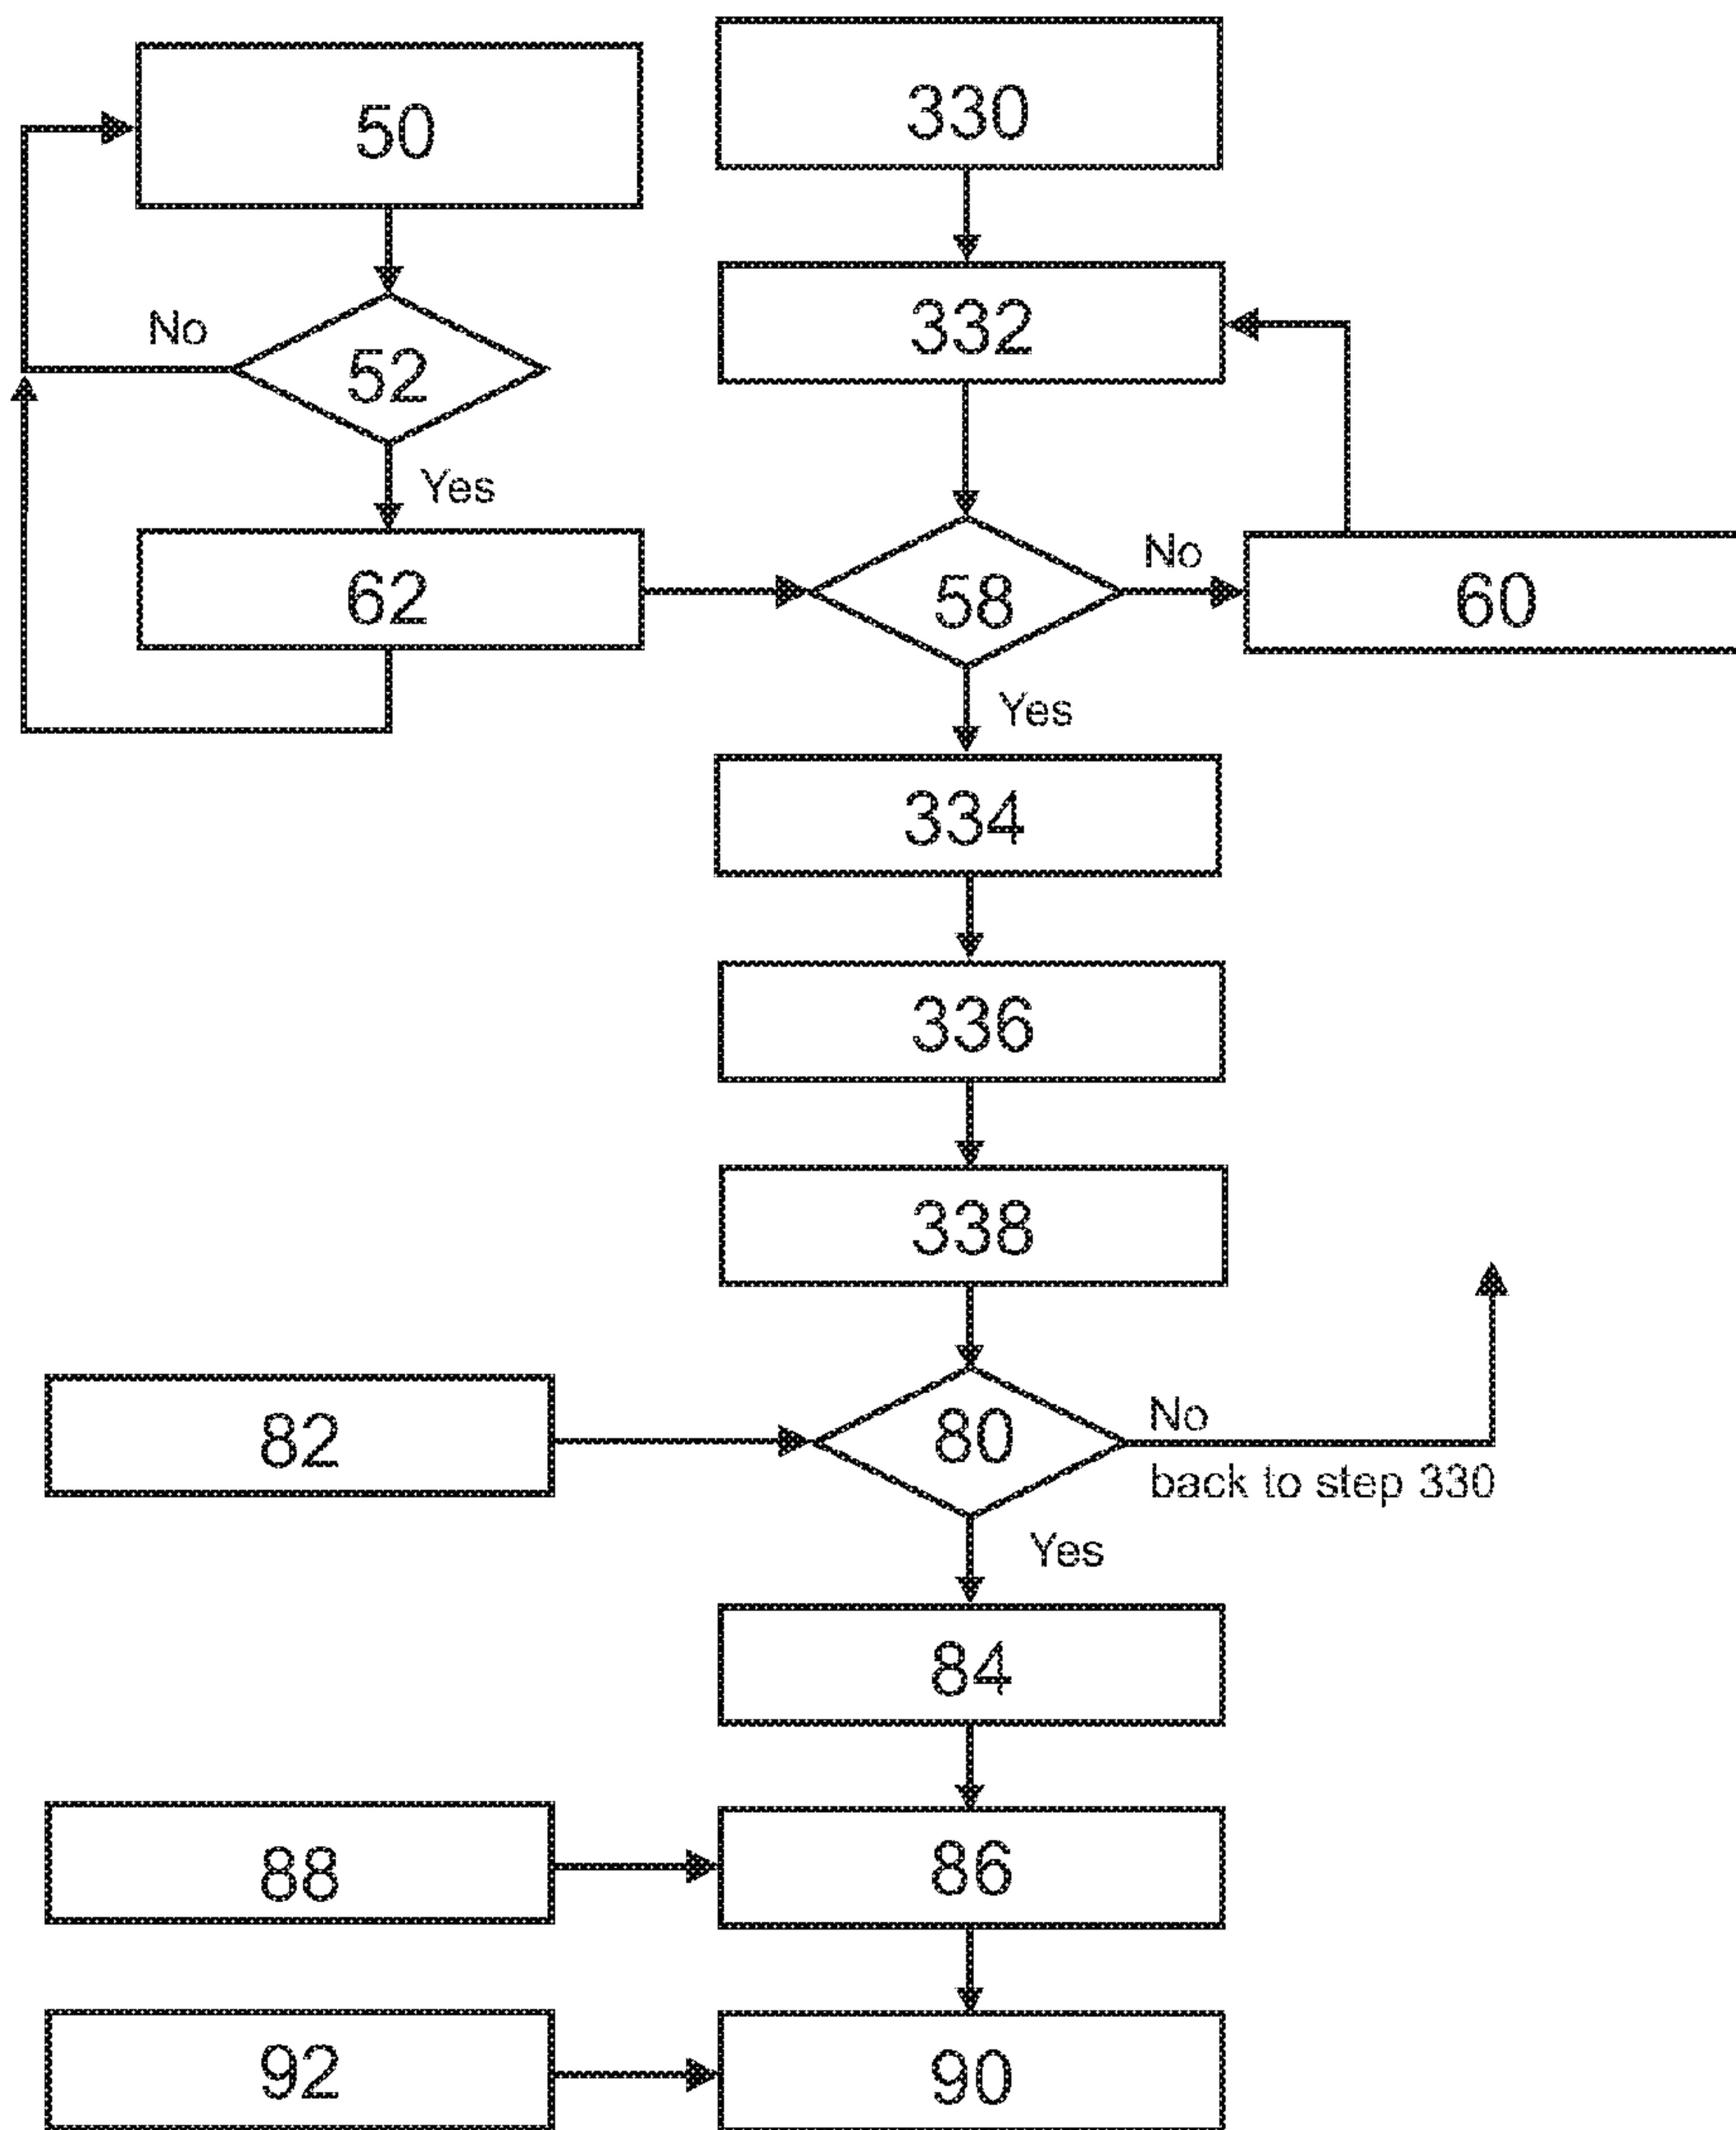 50
330
332
No
52
Yes
62
58
No
60
Yes
334
336
338
82
80
No
back to step 330
Yes
84
88
86
92
90